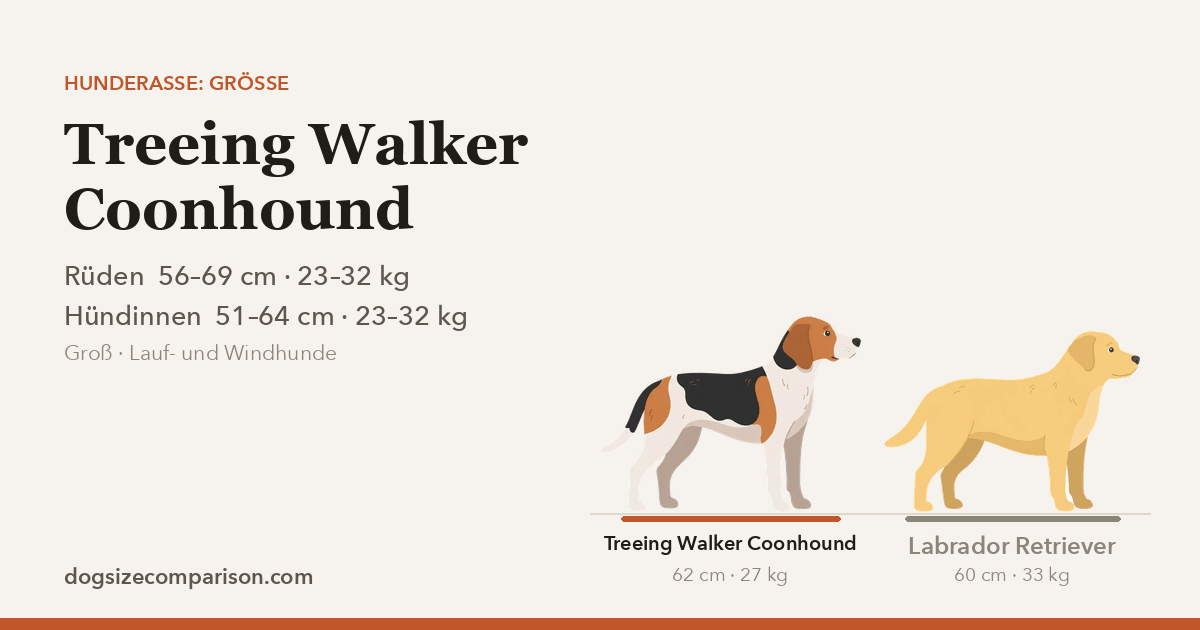 HUNDERASSE: GRÖSSE
Treeing Walker
Coonhound
Rüden  56–69 cm · 23–32 kg
Hündinnen  51–64 cm · 23–32 kg
Groß · Lauf- und Windhunde
Treeing Walker Coonhound
62 cm · 27 kg
Labrador Retriever
60 cm · 33 kg
dogsizecomparison.com